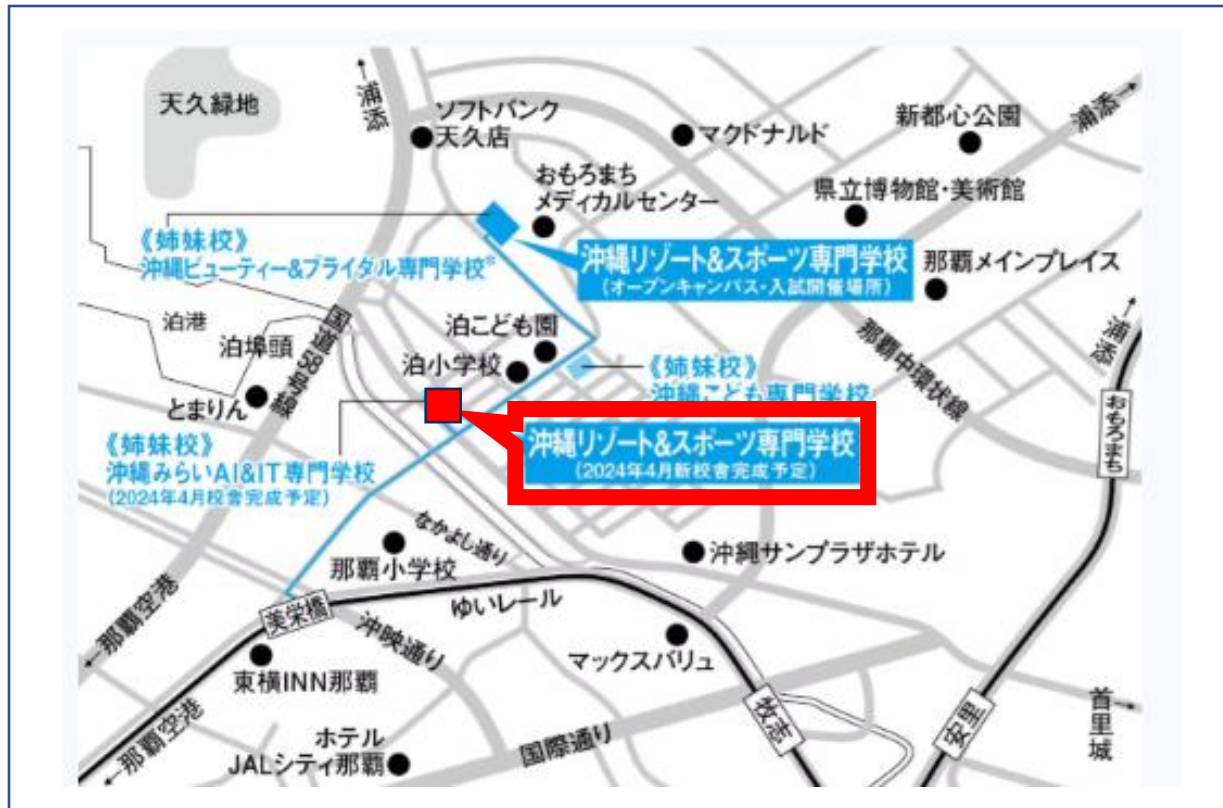 天久緑地
←浦添
ソフトバンク
天久店
マクドナルド
新都心公園
浦添→
おもろまち
メディカルセンター
県立博物館・美術館
《姉妹校》
沖縄ビューティー&ブライダル専門学校*
沖縄リゾート&スポーツ専門学校
(オープンキャンパス・入試開催場所)
那覇メインプレイス
泊港
泊埠頭
国道58号線
泊こども園
泊小学校
那覇中環状線
←浦添
《姉妹校》
沖縄こども専門学校
とまりん
おもろまち
《姉妹校》
沖縄みらいAI&IT専門学校
(2024年4月校舎完成予定)
沖縄リゾート&スポーツ専門学校
(2024年4月新校舎完成予定)
なかよし通り
那覇小学校
沖縄サンプラザホテル
美栄橋
ゆいレール
←那覇空港
沖映通り
マックスバリュ
東横INN那覇
←那覇空港
牧志
安里
首里城
国際通り
ホテル
JALシティ那覇